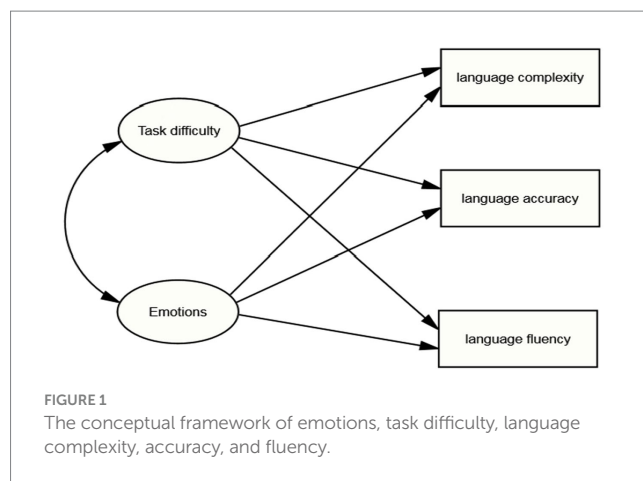 language complexity
Task difficulty
language accuracy
Emotions
language fluency
FIGURE 1
The conceptual framework of emotions, task difficulty, language
complexity, accuracy, and fluency.